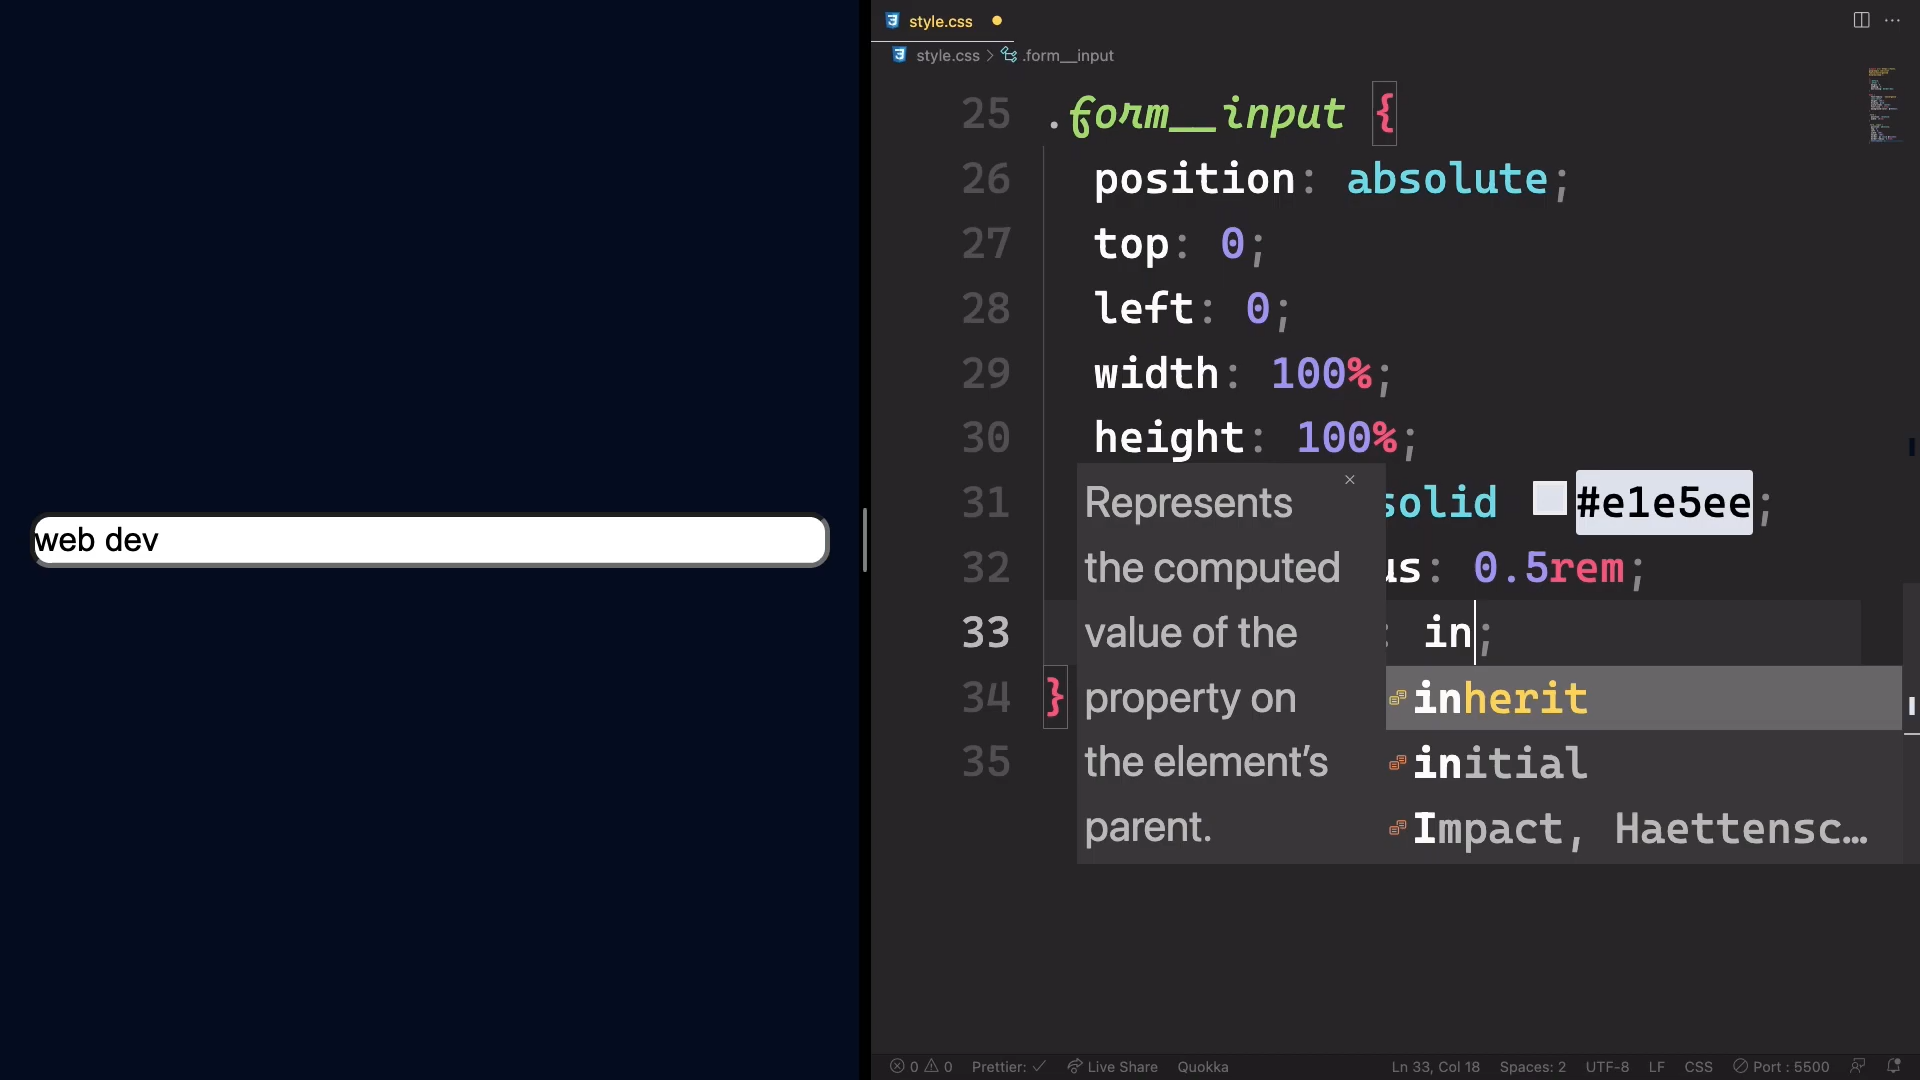 web dev
style.css
style.css > .form__input
25 .form__input {
26 position: absolute;
27 top: 0;
28 left: 0;
29 width: 100%;
30 height: 100%;
31 solid #e1e5ee;
32 us: 0.5rem;
33 : in;
34 }
35
Represents
the computed
value of the
property on
the element’s
parent.
inherit
initial
Impact, Haettensc…
0 0 Prettier: ✓ Live Share Quokka Ln 33, Col 18 Spaces: 2 UTF-8 LF CSS Port : 5500